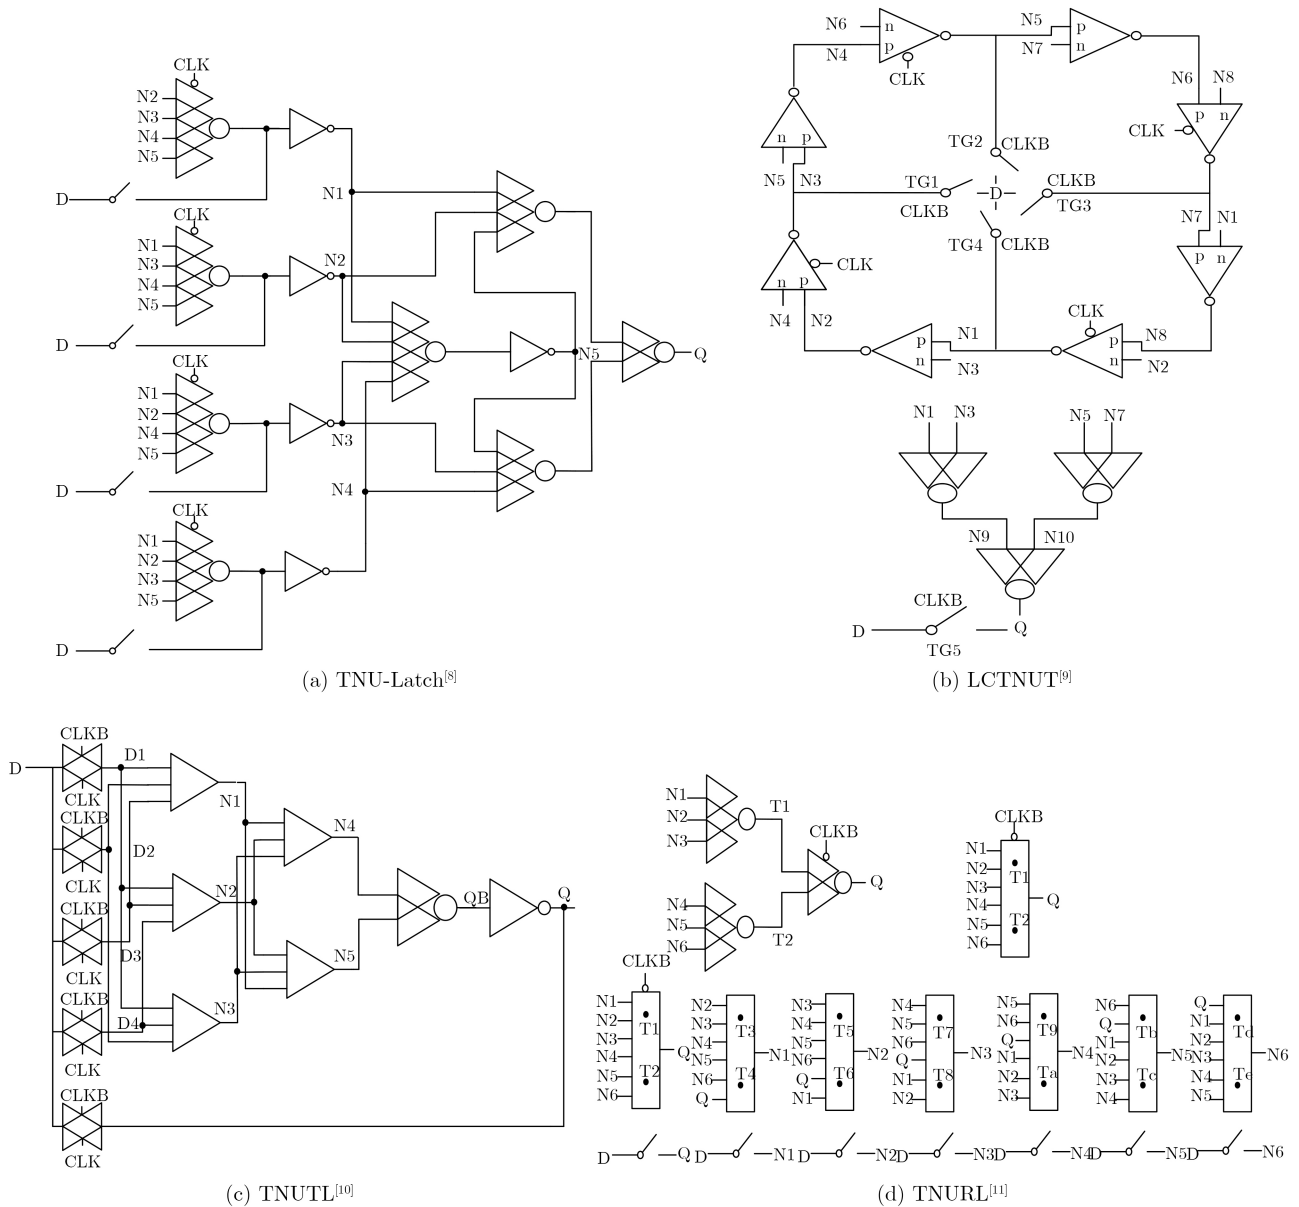 CLK
N2
N3
N4
N5
D
CLK
N1
N3
N4
N5
D
CLK
N1
N2
N4
N5
D
CLK
N1
N2
N3
N5
D
N1
N2
N3
N4
N5
Q
(a) TNU-Latch[8]
N6
n
N4
p
CLK
N5
p
N7
n
N6
N8
p
n
CLK
n
p
N5
N3
TG2
CLKB
TG1
CLKB
D
CLKB
TG3
TG4
CLKB
N7
N1
p
n
CLK
n
p
N4
N2
p
N1
n
N3
CLK
p
N8
n
N2
N1
N3
N5
N7
N9
N10
CLKB
D
Q
TG5
(b) LCTNUT[9]
CLKB
D
D1
CLK
CLKB
D2
CLK
CLKB
D3
CLK
CLKB
D4
CLK
CLKB
CLK
N1
N2
N3
N4
N5
QB
Q
(c) TNUTL[10]
N1
N2
N3
T1
CLKB
Q
N4
N5
N6
T2
CLKB
N1
N2
N3
N4
N5
N6
T1
T2
Q
CLKB
N1
N2
N3
N4
N5
N6
T1
T2
Q
N2
N3
N4
N5
N6
Q
T3
T4
N1
N3
N4
N5
N6
Q
N1
T5
T6
N2
N4
N5
N6
Q
N1
N2
T7
T8
N3
N5
N6
Q
N1
N2
N3
T9
Ta
N4
N6
Q
N1
N2
N3
N4
Tb
Tc
N5
Q
N1
N2
N3
N4
N5
Td
Te
N6
D Q
D N1
D N2
D N3
D N4
D N5
D N6
(d) TNURL[11]